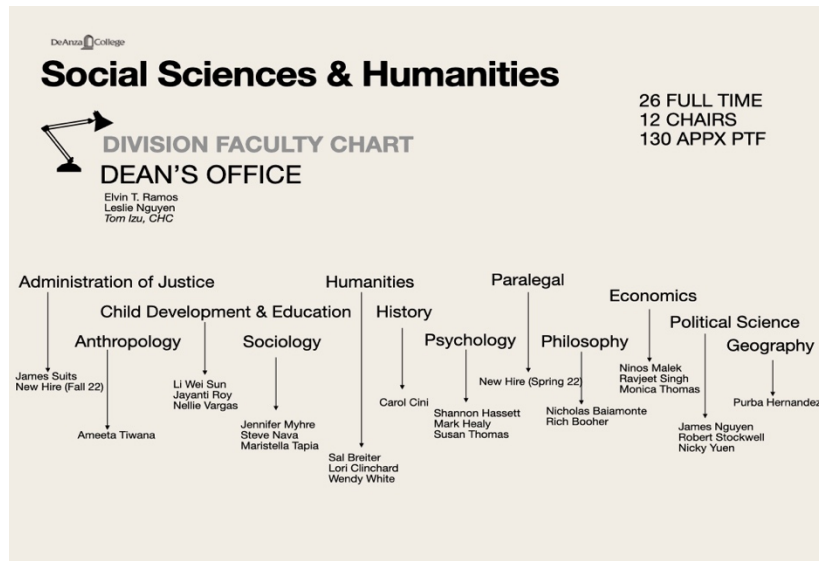 DeAnza College
Social Sciences & Humanities
26 FULL TIME
12 CHAIRS
130 APPX PTF
DIVISION FACULTY CHART
DEAN'S OFFICE
Elvin T. Ramos
Leslie Nguyen
Tom Izu, CHC
Administration of Justice
James Suits
New Hire (Fall 22)
Anthropology
Ameeta Tiwana
Child Development & Education
Li Wei Sun
Jayanti Roy
Nellie Vargas
Sociology
Jennifer Myhre
Steve Nava
Maristella Tapia
Humanities
Sal Breiter
Lori Clinchard
Wendy White
History
Carol Cini
Psychology
Shannon Hassett
Mark Healy
Susan Thomas
Paralegal
New Hire (Spring 22)
Philosophy
Nicholas Baiamonte
Rich Booher
Economics
Ninos Malek
Ravjeet Singh
Monica Thomas
Political Science
James Nguyen
Robert Stockwell
Nicky Yuen
Geography
Purba Hernandez